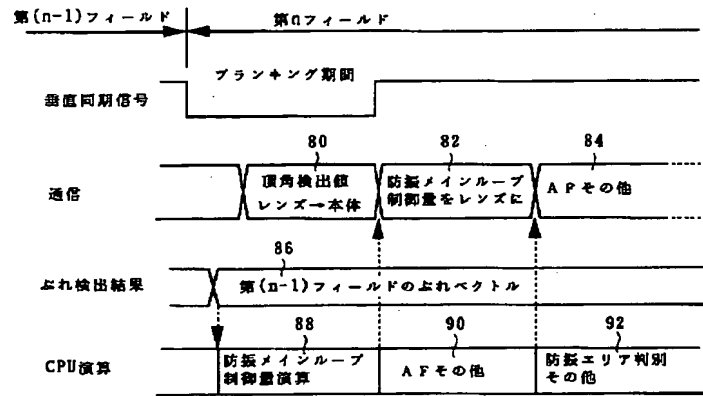 第(n-1)フィールド
第nフィールド
ブランキング期間
垂直同期信号
80
82
84
通信
頂角検出値
レンズ→本体
防振メインループ
制御量をレンズに
AFその他
86
ぶれ検出結果
第(n-1)フィールドのぶれベクトル
88
90
92
CPU演算
防振メインループ
制御量演算
AFその他
防振エリア判別
その他